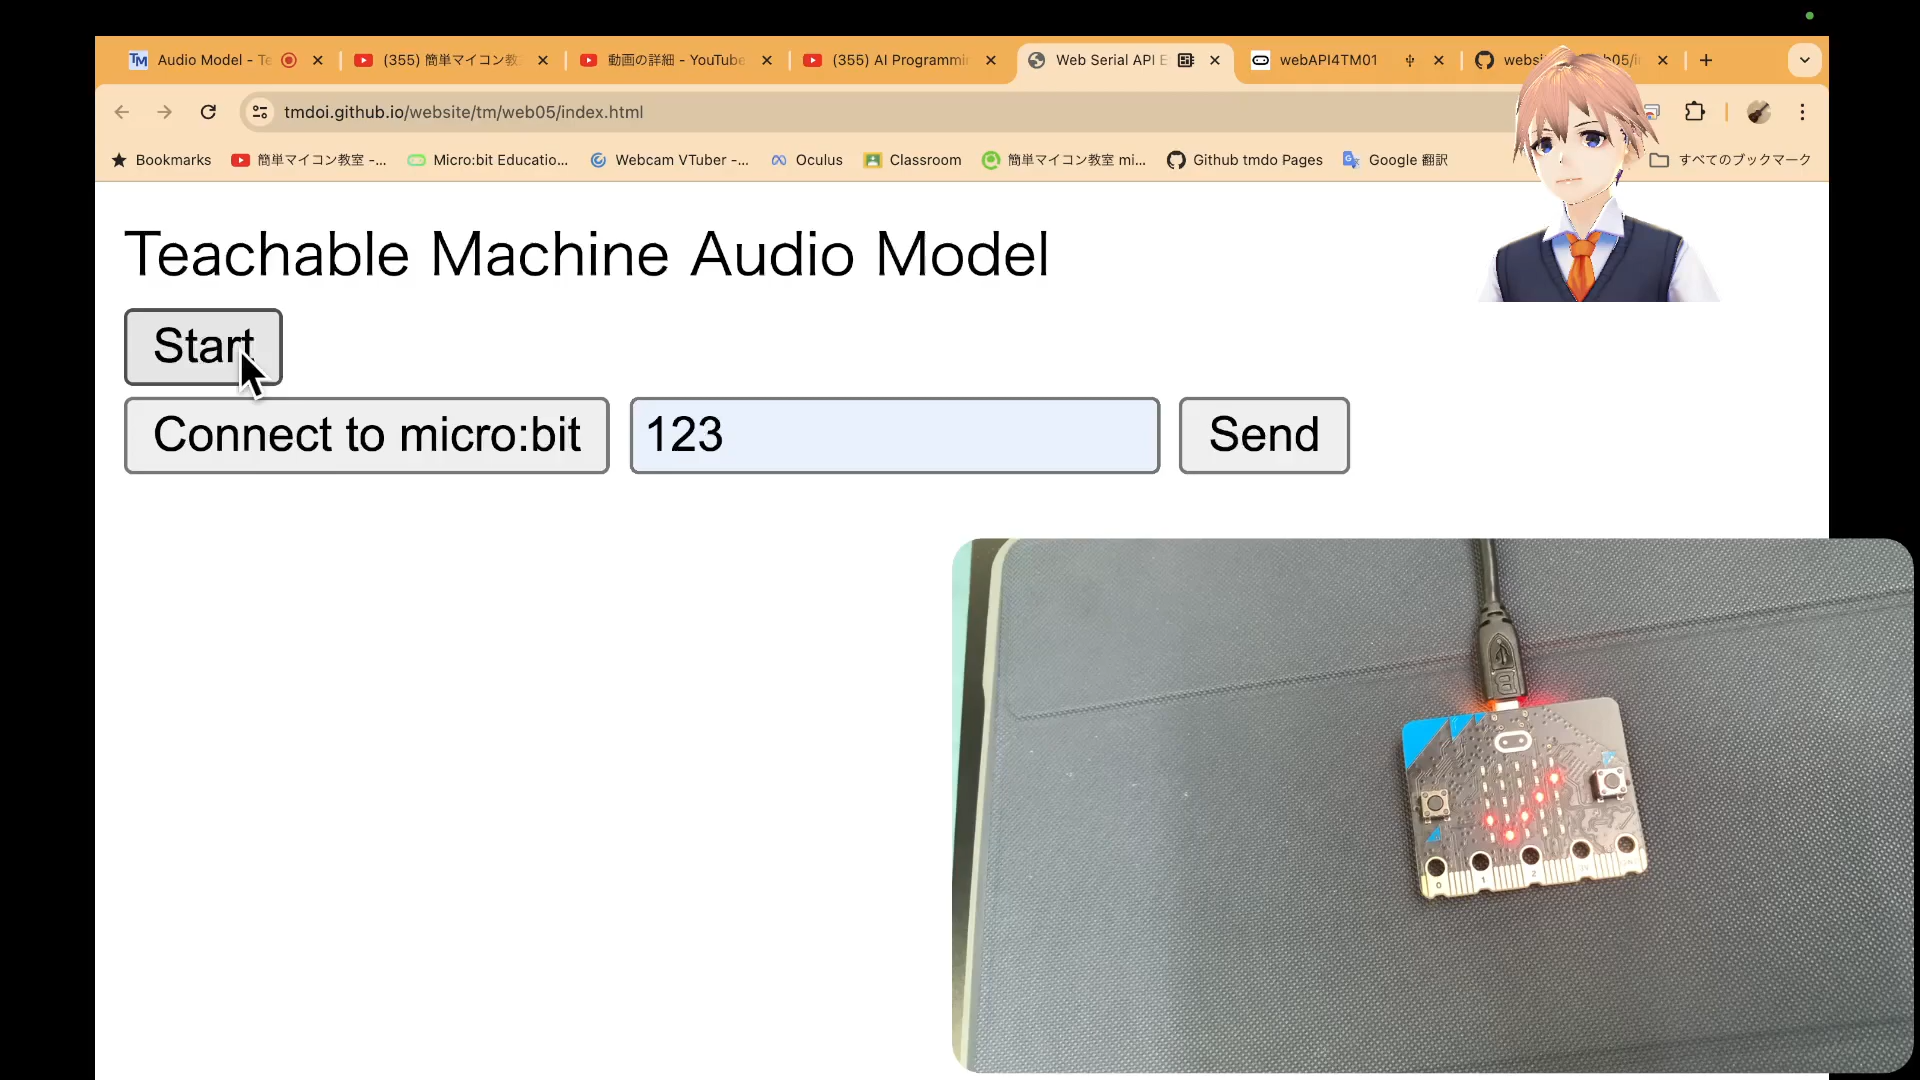 Audio Model - Te
(355) 簡単マイコン教
動画の詳細 - YouTube
(355) AI Programmin
Web Serial API E
webAPI4TM01
tmdoi.github.io/website/tm/web05/index.html
Bookmarks
簡単マイコン教室 -...
Micro:bit Educatio...
Webcam VTuber -...
Oculus
Classroom
簡単マイコン教室 mi...
Github tmdo Pages
Google 翻訳
すべてのブックマーク
Teachable Machine Audio Model
Start
Connect to micro:bit
123
Send
0 1 2